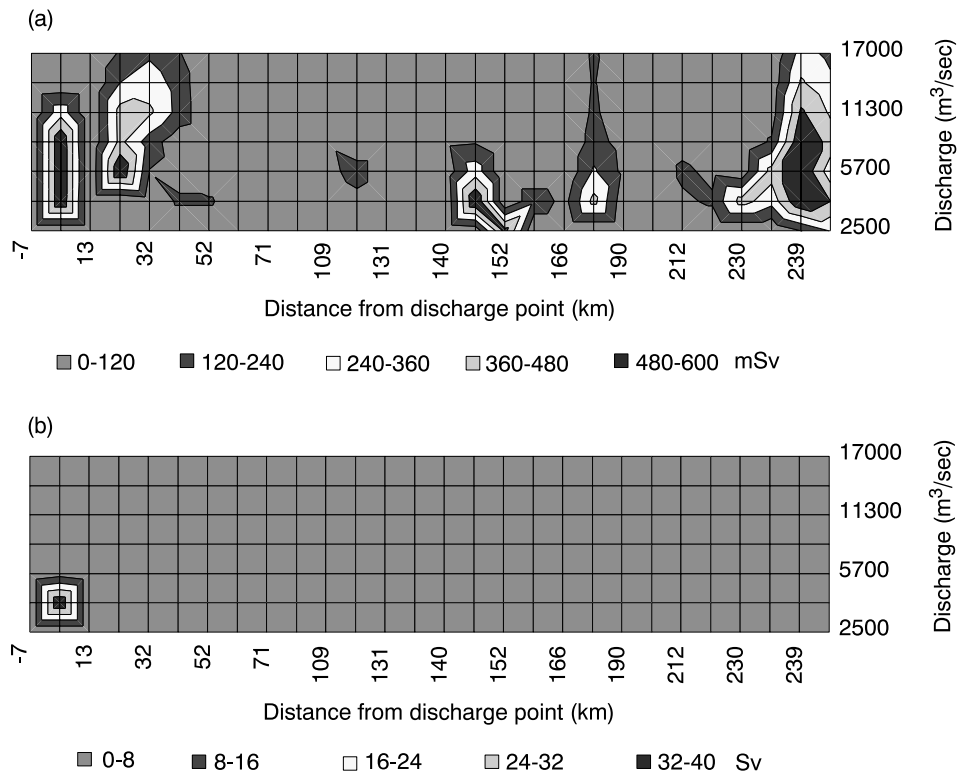 (a)
17000
11300
5700
2500
Discharge (m³/sec)
-7 13 32 52 71 109 131 140 152 166 190 212 230 239
Distance from discharge point (km)
0-120 120-240 240-360 360-480 480-600 mSv
(b)
17000
11300
5700
2500
Discharge (m³/sec)
-7 13 32 52 71 109 131 140 152 166 190 212 230 239
Distance from discharge point (km)
0-8 8-16 16-24 24-32 32-40 Sv